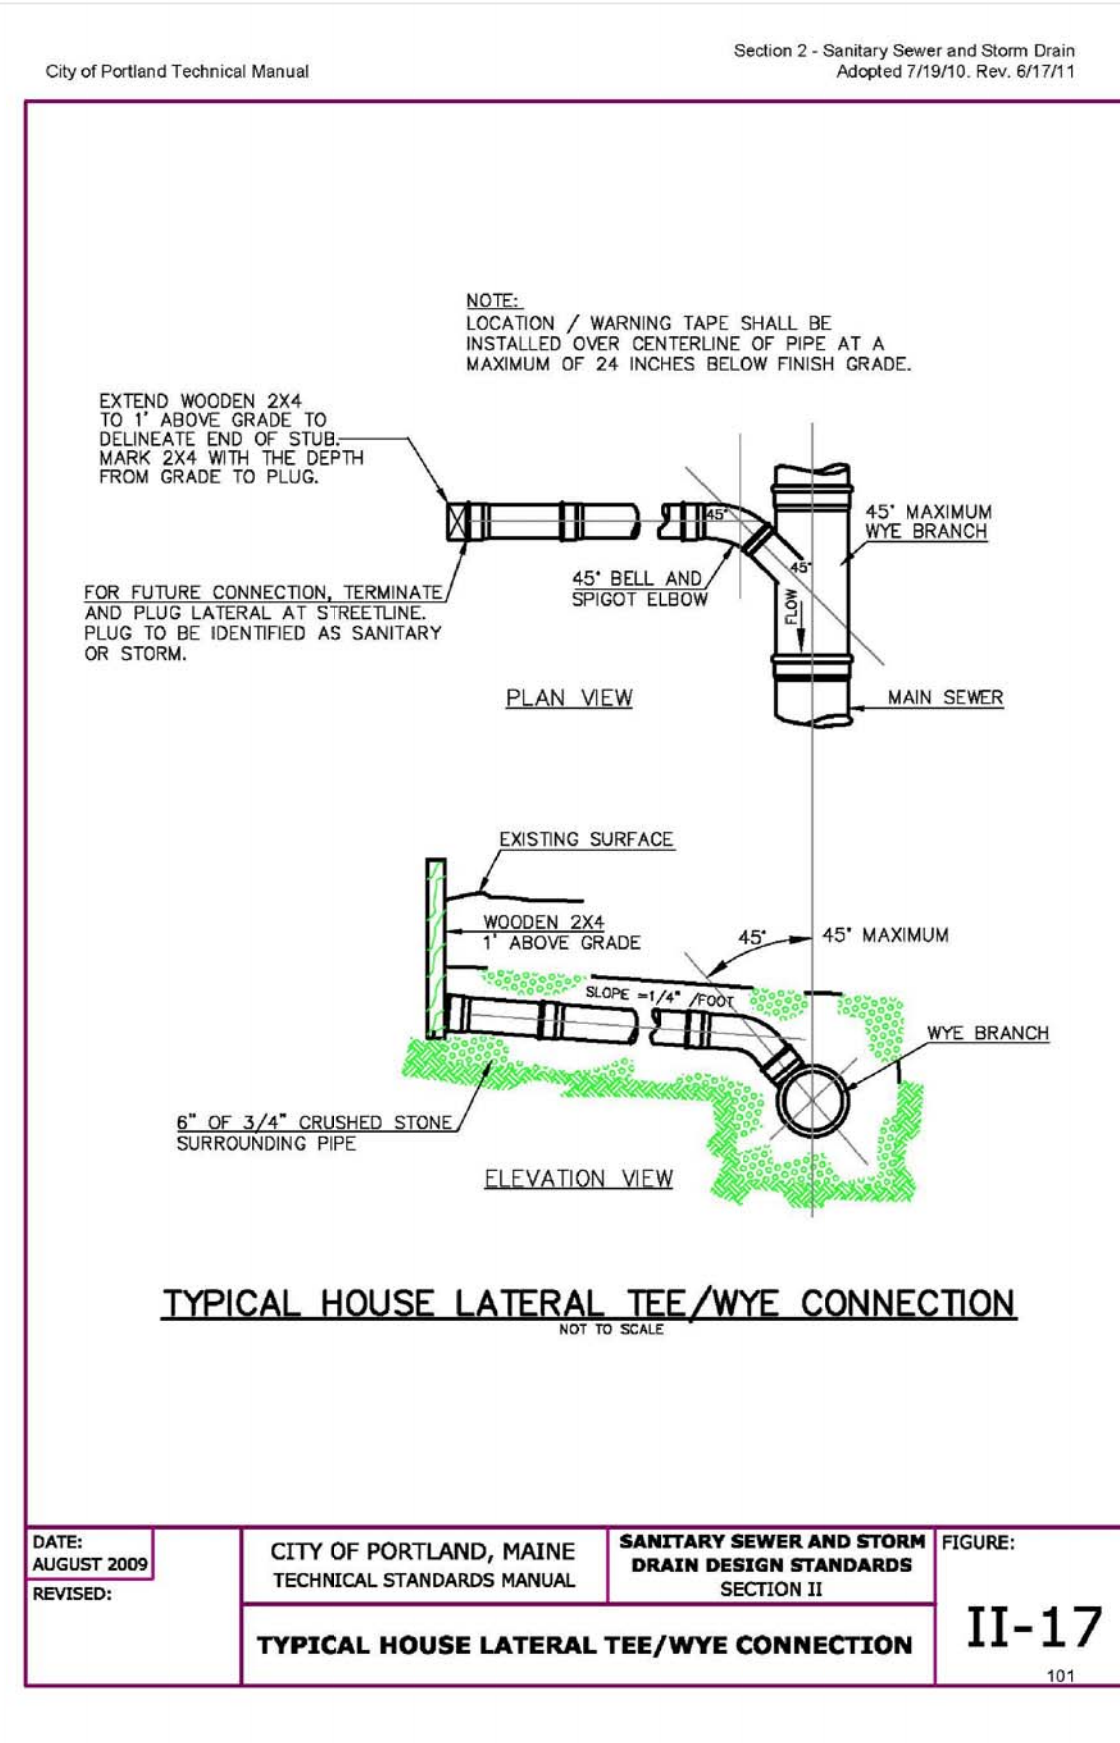 City of Portland Technical Manual
Section 2 - Sanitary Sewer and Storm Drain
Adopted 7/19/10. Rev. 6/17/11
NOTE:
LOCATION / WARNING TAPE SHALL BE
INSTALLED OVER CENTERLINE OF PIPE AT A
MAXIMUM OF 24 INCHES BELOW FINISH GRADE.
EXTEND WOODEN 2X4
TO 1' ABOVE GRADE TO
DELINEATE END OF STUB.
MARK 2X4 WITH THE DEPTH
FROM GRADE TO PLUG.
45°
45° MAXIMUM
WYE BRANCH
45°
45° BELL AND
SPIGOT ELBOW
FLOW
FOR FUTURE CONNECTION, TERMINATE
AND PLUG LATERAL AT STREETLINE.
PLUG TO BE IDENTIFIED AS SANITARY
OR STORM.
PLAN VIEW
MAIN SEWER
EXISTING SURFACE
WOODEN 2X4
1' ABOVE GRADE
45°
45° MAXIMUM
SLOPE =1/4" /FOOT
WYE BRANCH
6" OF 3/4" CRUSHED STONE
SURROUNDING PIPE
ELEVATION VIEW
TYPICAL HOUSE LATERAL TEE/WYE CONNECTION
NOT TO SCALE
DATE:
AUGUST 2009
REVISED:
CITY OF PORTLAND, MAINE
TECHNICAL STANDARDS MANUAL
SANITARY SEWER AND STORM
DRAIN DESIGN STANDARDS
SECTION II
TYPICAL HOUSE LATERAL TEE/WYE CONNECTION
FIGURE:
II-17
101